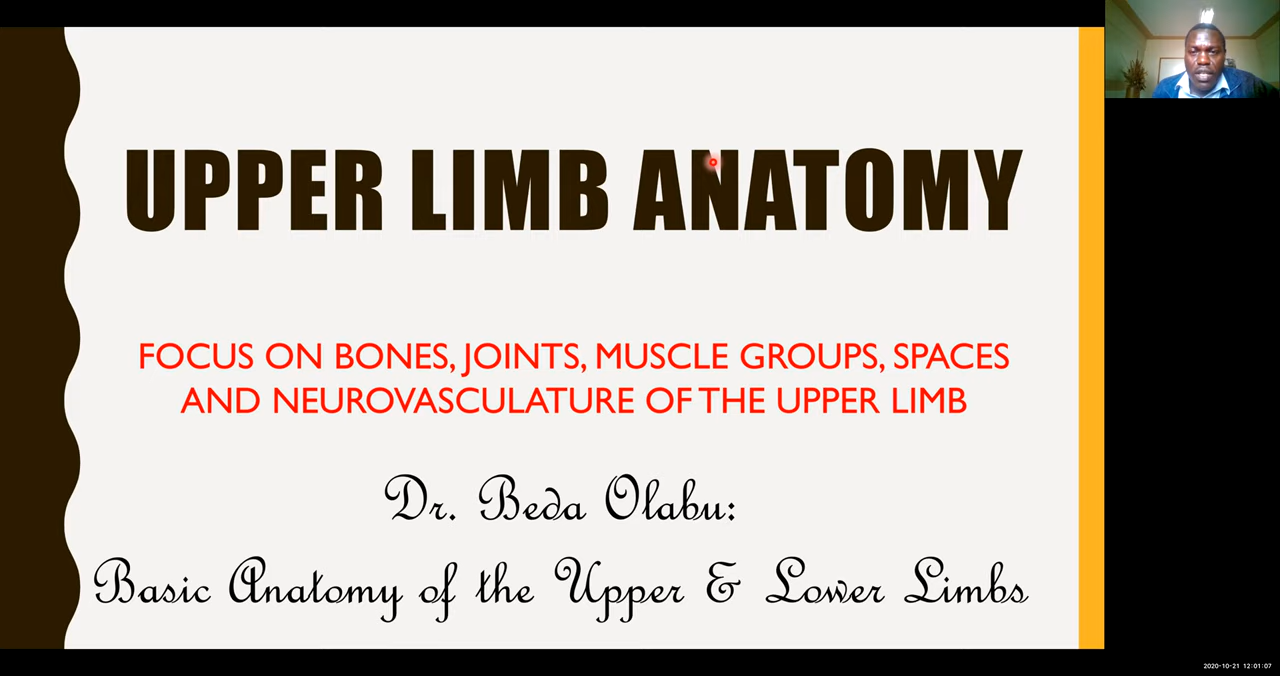 UPPER LIMB ANATOMY
FOCUS ON BONES, JOINTS, MUSCLE GROUPS, SPACES
AND NEUROVASCULATURE OF THE UPPER LIMB
Dr. Beda Olabu:
Basic Anatomy of the Upper & Lower Limbs
2020-10-21 12:01:07